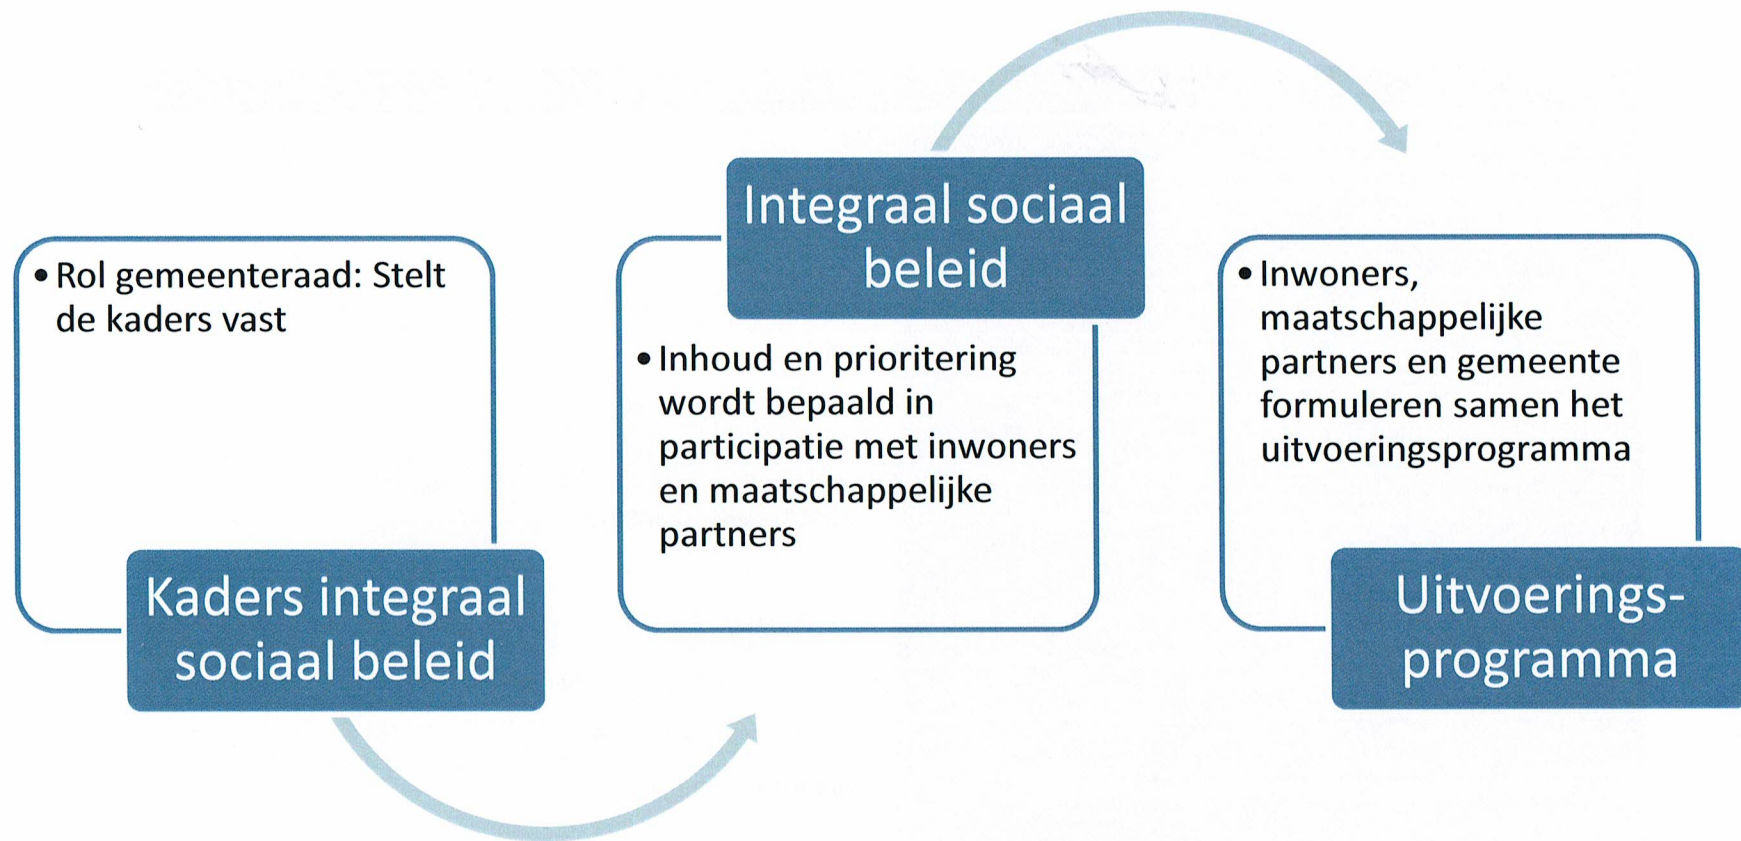 • Rol gemeenteraad: Stelt
de kaders vast
Kaders integraal
sociaal beleid
Integraal sociaal
beleid
• Inhoud en prioritering
wordt bepaald in
participatie met inwoners
en maatschappelijke
partners
• Inwoners,
maatschappelijke
partners en gemeente
formuleren samen het
uitvoeringsprogramma
Uitvoerings-
programma